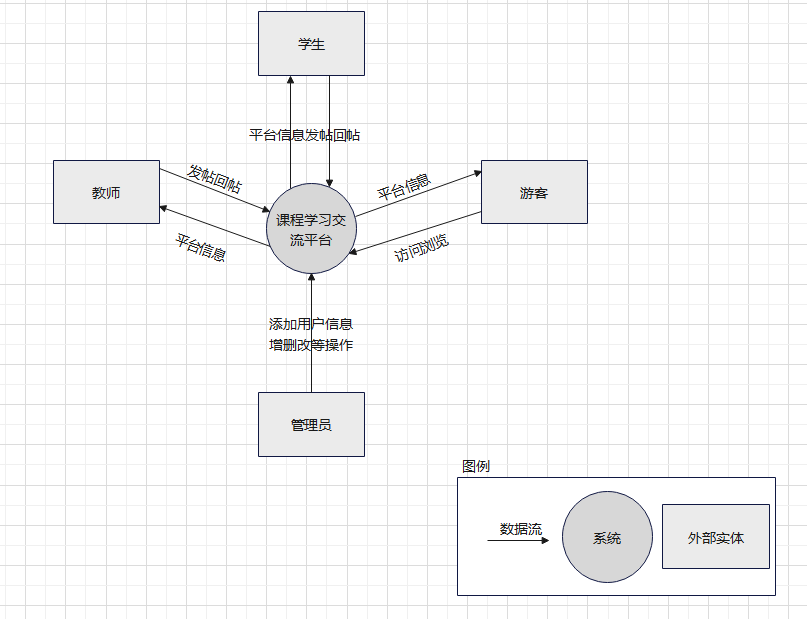 学生
平台信息发帖回帖
教师
发帖回帖
平台信息
课程学习交
流平台
平台信息
访问浏览
游客
添加用户信息
增删改等操作
管理员
图例
数据流
系统
外部实体